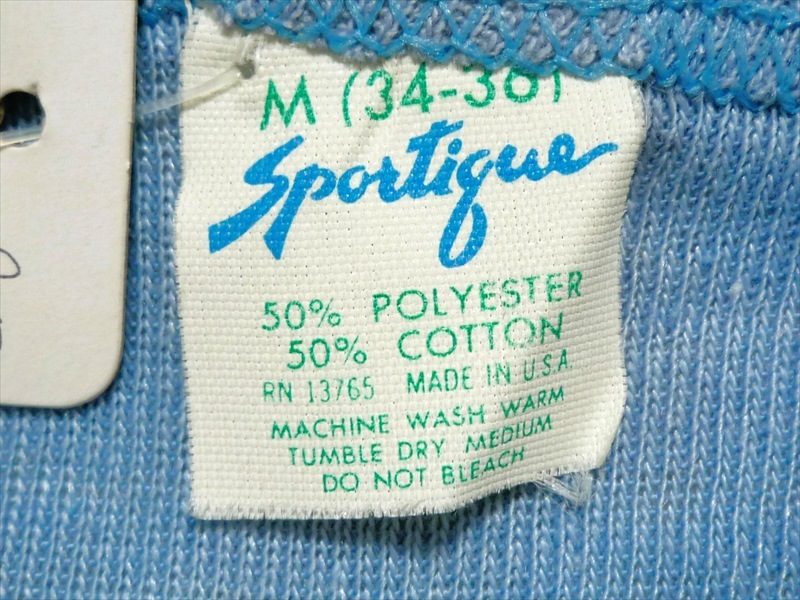 M (34-36)
Sportique
50% POLYESTER
50% COTTON
RN 13765 MADE IN U.S.A.
MACHINE WASH WARM
TUMBLE DRY MEDIUM
DO NOT BLEACH